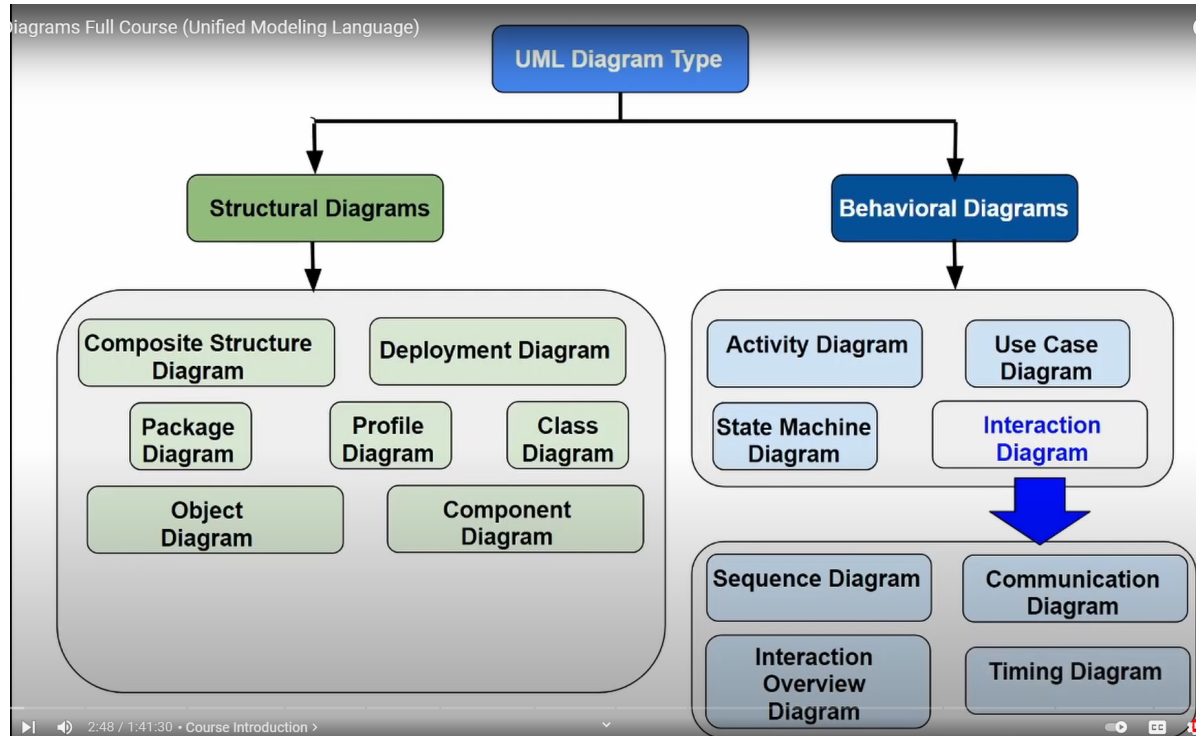 Diagrams Full Course (Unified Modeling Language)
UML Diagram Type
Structural Diagrams
Behavioral Diagrams
Composite Structure
Diagram
Deployment Diagram
Package
Diagram
Profile
Diagram
Class
Diagram
Object
Diagram
Component
Diagram
Activity Diagram
Use Case
Diagram
State Machine
Diagram
Interaction
Diagram
Sequence Diagram
Communication
Diagram
Interaction
Overview
Diagram
Timing Diagram
2:48 / 1:41:30 • Course Introduction >
CC